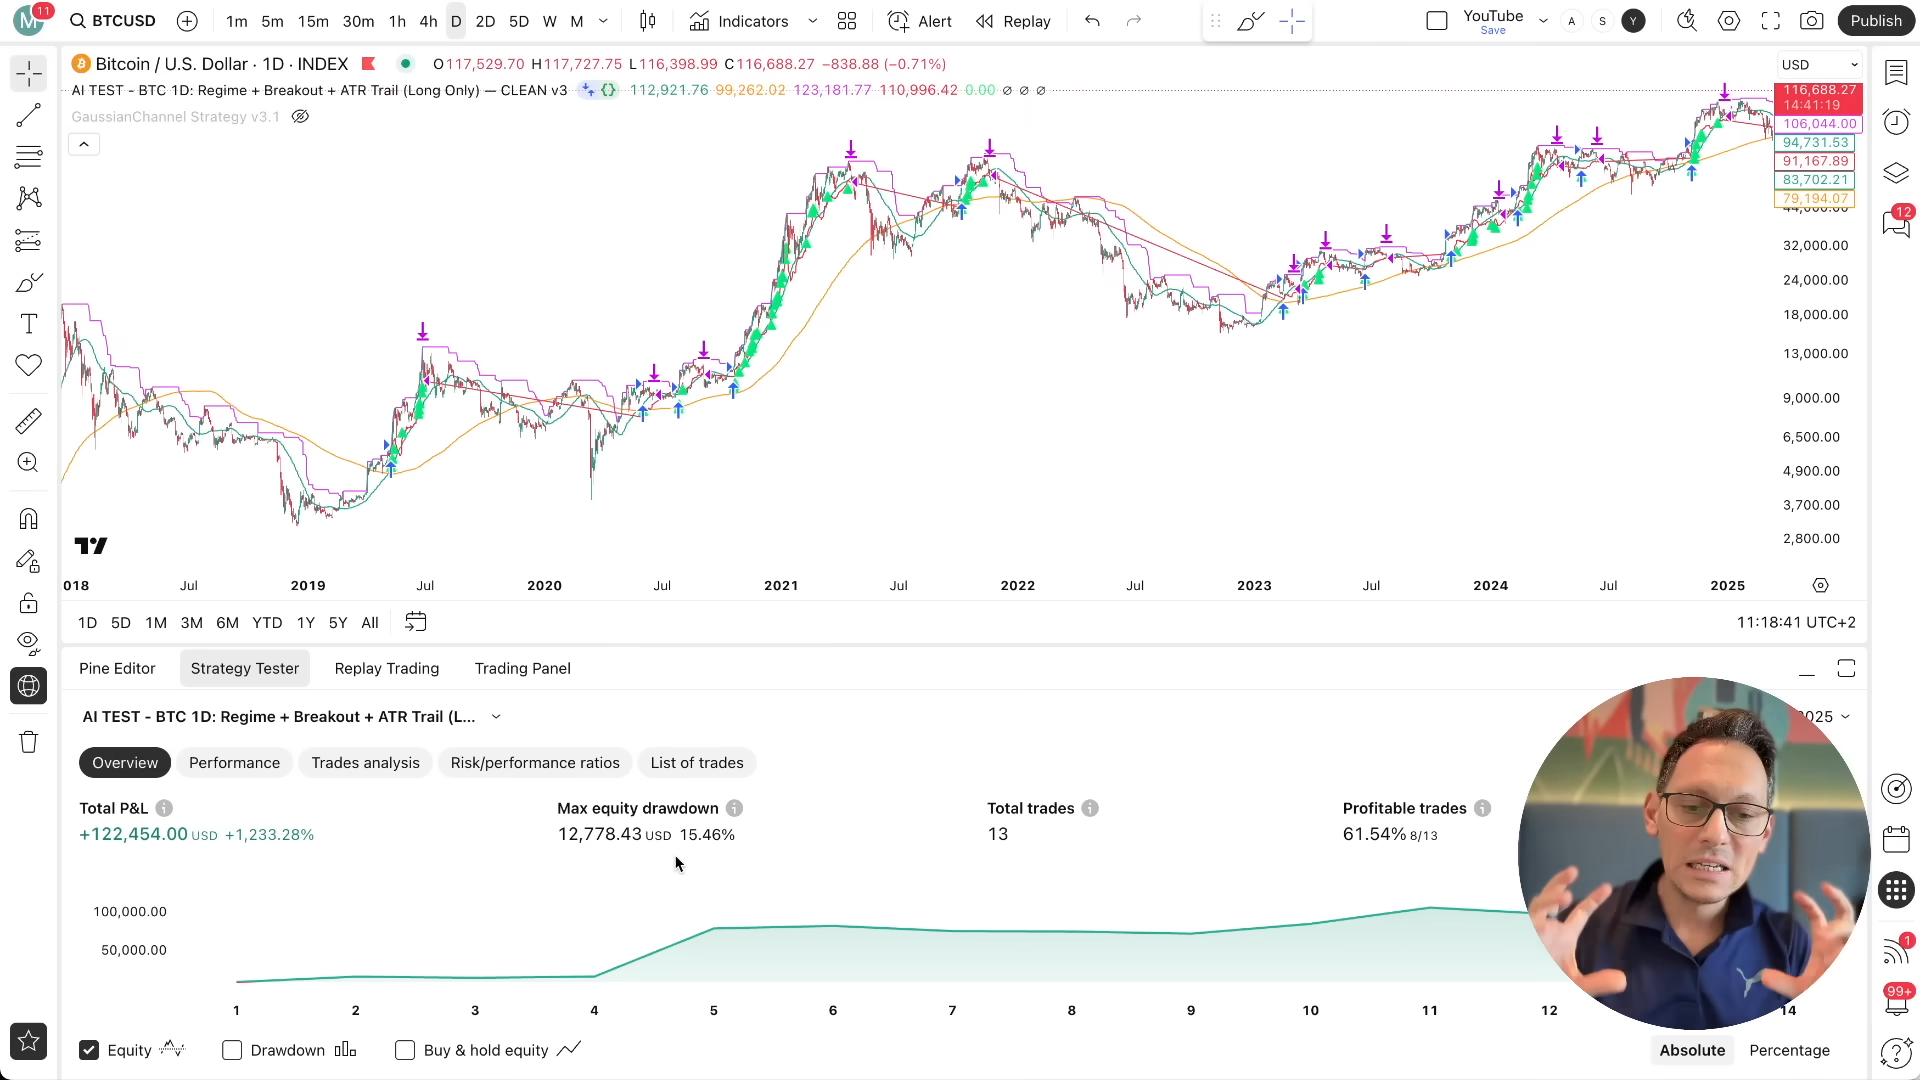 M 11 BTCUSD 1m 5m 15m 30m 1h 4h D 2D 5D W M Indicators Alert Replay YouTube Save A S Y Publish
Bitcoin / U.S. Dollar · 1D · INDEX O117,529.70 H117,727.75 L116,398.99 C116,688.27 −838.88 (−0.71%) USD
AI TEST - BTC 1D: Regime + Breakout + ATR Trail (Long Only) — CLEAN v3 112,921.76 99,262.02 123,181.77 110,996.42 0.00 ∅ ∅ ∅
GaussianChannel Strategy v3.1
116,688.27
14:41:19
106,044.00
94,731.53
91,167.89
83,702.21
79,194.07
32,000.00
24,000.00
18,000.00
13,000.00
9,000.00
6,500.00
4,900.00
3,700.00
2,800.00
12
018 Jul 2019 Jul 2020 Jul 2021 Jul 2022 Jul 2023 Jul 2024 Jul 2025
1D 5D 1M 3M 6M YTD 1Y 5Y All 11:18:41 UTC+2
Pine Editor Strategy Tester Replay Trading Trading Panel
AI TEST - BTC 1D: Regime + Breakout + ATR Trail (L... 2025
Overview Performance Trades analysis Risk/performance ratios List of trades
Total P&L Max equity drawdown Total trades Profitable trades
+122,454.00 USD +1,233.28% 12,778.43 USD 15.46% 13 61.54% 8/13
100,000.00
50,000.00
1 2 3 4 5 6 7 8 9 10 11 12 14
Equity Drawdown Buy & hold equity Absolute Percentage
1
99+